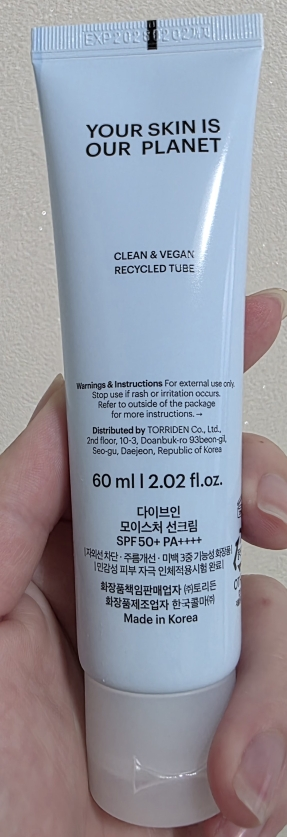 YOUR SKIN IS
OUR PLANET
CLEAN & VEGAN
RECYCLED TUBE
Warnings & Instructions For external use only.
Stop use if rash or irritation occurs.
Refer to outside of the package
for more instructions.→
Distributed by TORRIDEN Co., Ltd.,
2nd floor, 10-3, Doanbuk-ro 93beon-gil,
Seo-gu, Daejeon, Republic of Korea
60 ml l 2.02 fl.oz.
다이브인
모이스처 선크림
SPF50+ PA++++
|자외선 차단 · 주름개선 · 미백 3중 기능성 화장품|
|민감성 피부 자극 인체적용시험 완료|
화장품책임판매업자 ㈜토리든
화장품제조업자 한국콜마㈜
Made in Korea